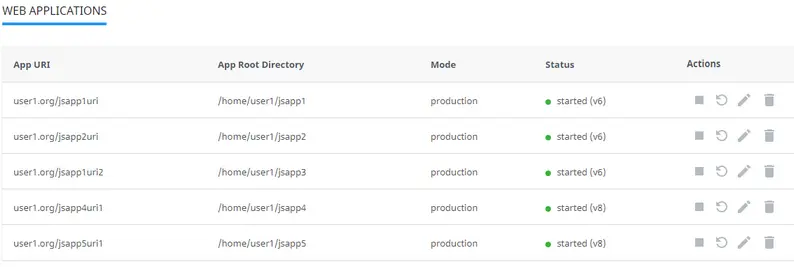 WEB APPLICATIONS
App URI App Root Directory Mode Status Actions
user1.org/jsapp1uri /home/user1/jsapp1 production started (v6)
user1.org/jsapp2uri /home/user1/jsapp2 production started (v6)
user1.org/jsapp1uri2 /home/user1/jsapp3 production started (v6)
user1.org/jsapp4uri1 /home/user1/jsapp4 production started (v8)
user1.org/jsapp5uri1 /home/user1/jsapp5 production started (v8)